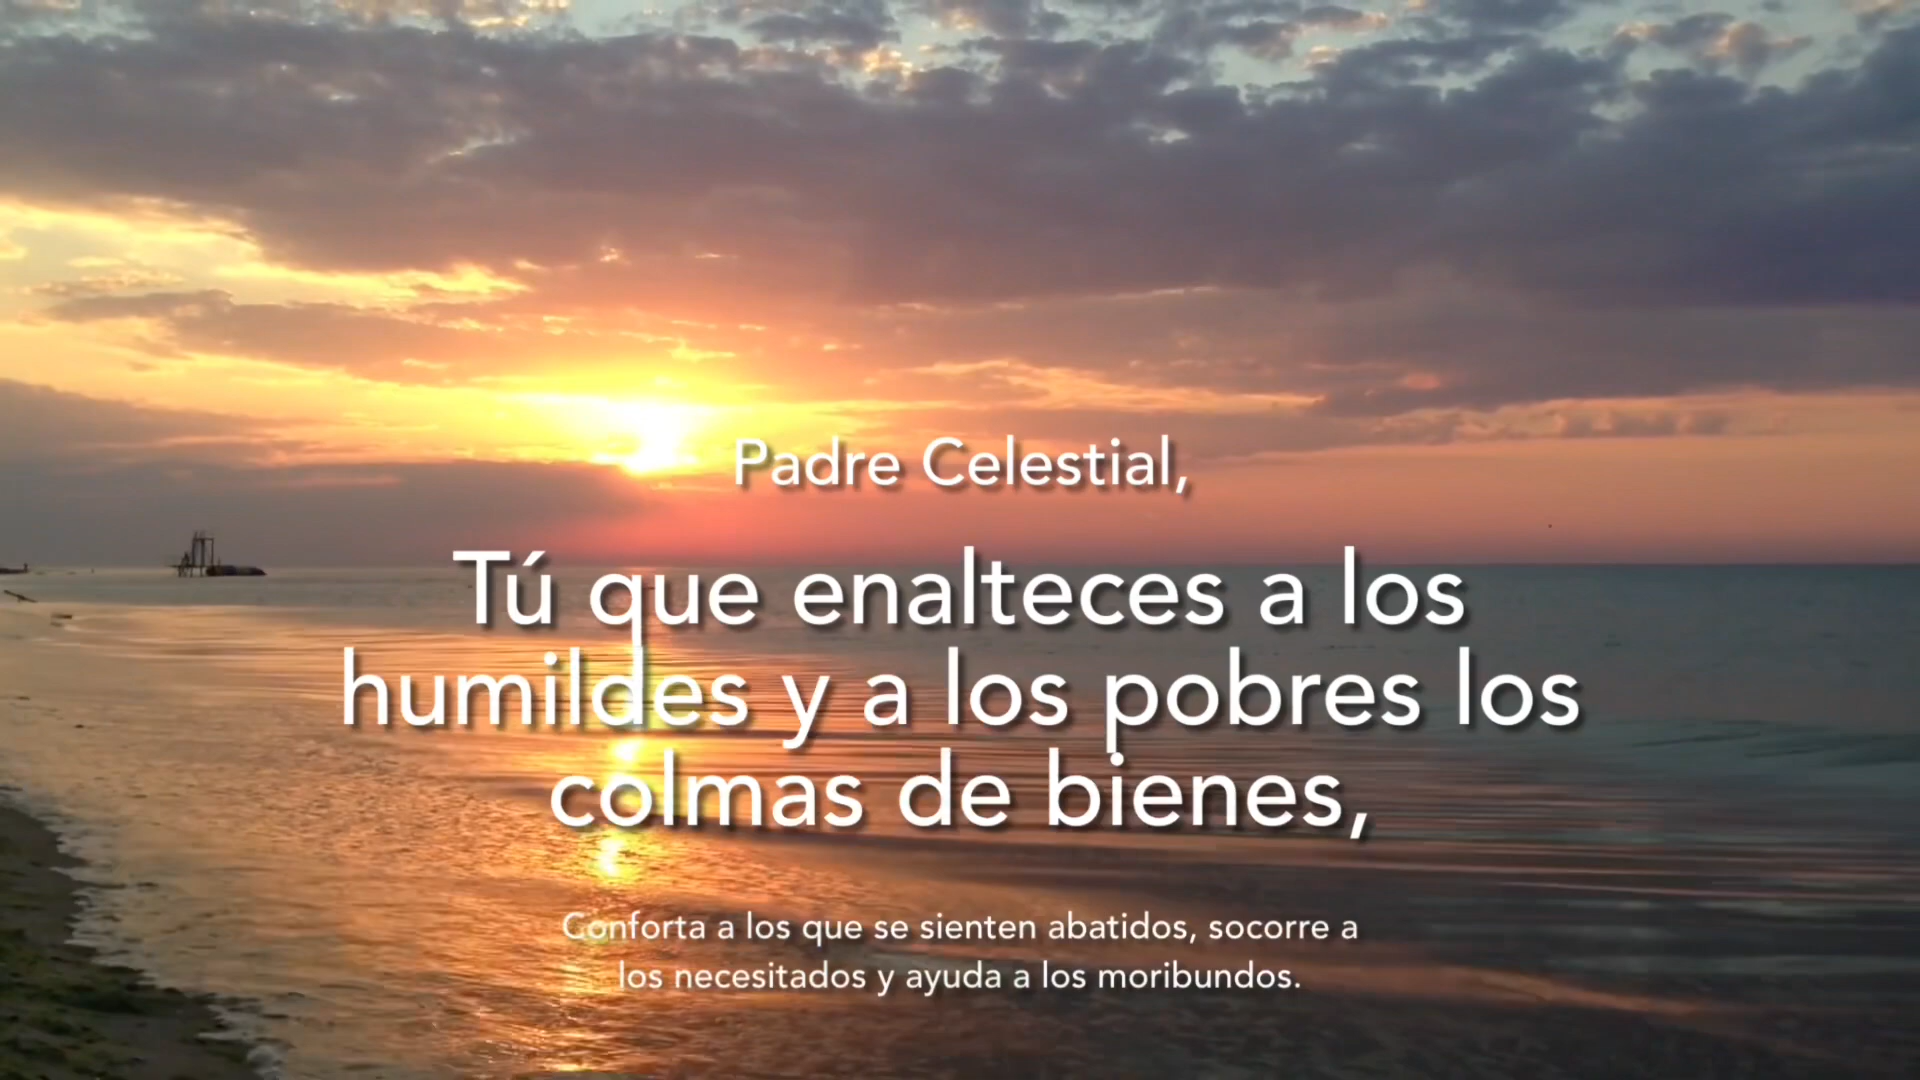 Padre Celestial,
Tú que enalteces a los
humildes y a los pobres los
colmas de bienes,
Conforta a los que se sienten abatidos, socorre a
los necesitados y ayuda a los moribundos.